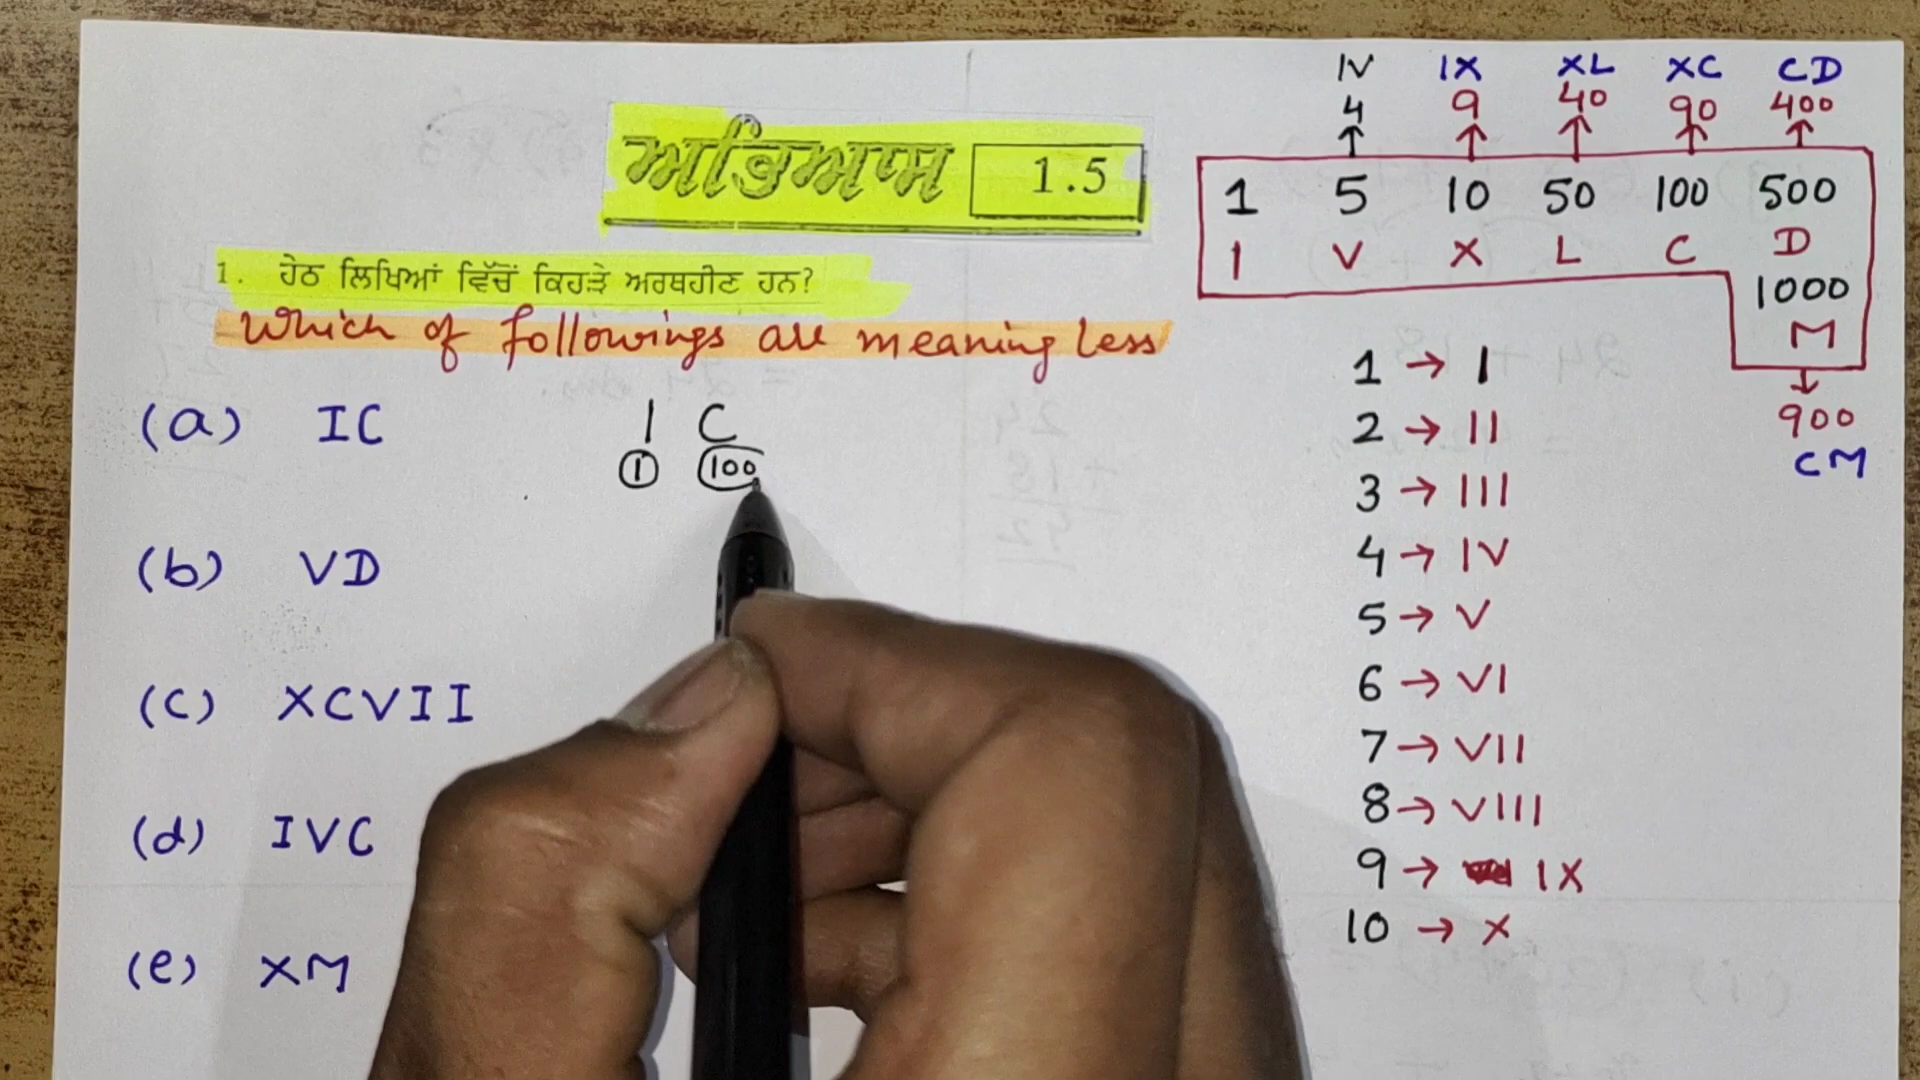 ਅਭਿਆਸ 1.5
1. ਹੇਠ ਲਿਖਿਆਂ ਵਿੱਚੋਂ ਕਿਹੜੇ ਅਰਥਹੀਣ ਹਨ?
Which of followings are meaning less
(a) IC
I C
1 100
(b) VD
(c) XCVII
(d) IVC
(e) XM
IV IX XL XC CD
4 9 40 90 400
1 5 10 50 100 500
I V X L C D
1000
M
900
CM
1 → I
2 → II
3 → III
4 → IV
5 → V
6 → VI
7 → VII
8 → VIII
9 → IX
10 → X